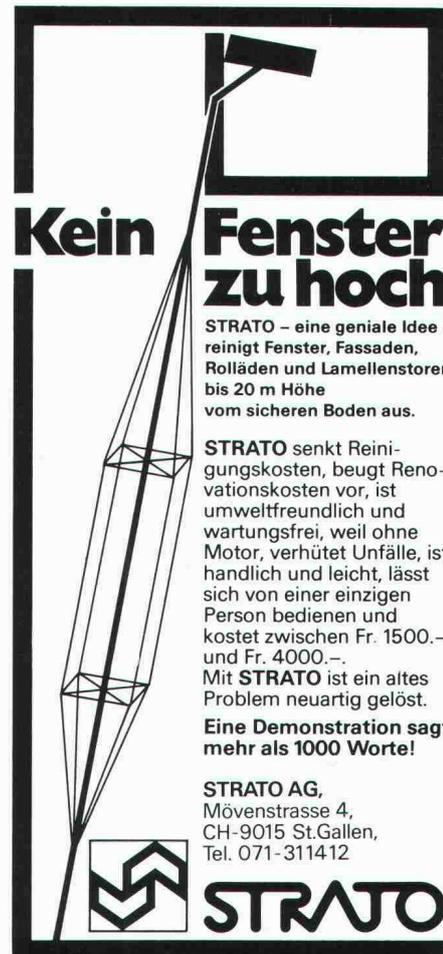 Kein Fenster
zu hoch
STRATO – eine geniale Idee
reinigt Fenster, Fassaden,
Rolläden und Lamellenstoren
bis 20 m Höhe
vom sicheren Boden aus.
STRATO senkt Reini-
gungskosten, beugt Reno-
vationskosten vor, ist
umweltfreundlich und
wartungsfrei, weil ohne
Motor, verhütet Unfälle, ist
handlich und leicht, lässt
sich von einer einzigen
Person bedienen und
kostet zwischen Fr. 1500.–
und Fr. 4000.–.
Mit STRATO ist ein altes
Problem neuartig gelöst.
Eine Demonstration sagt
mehr als 1000 Worte!
STRATO AG,
Mövenstrasse 4,
CH-9015 St.Gallen,
Tel. 071-311412
STRATO